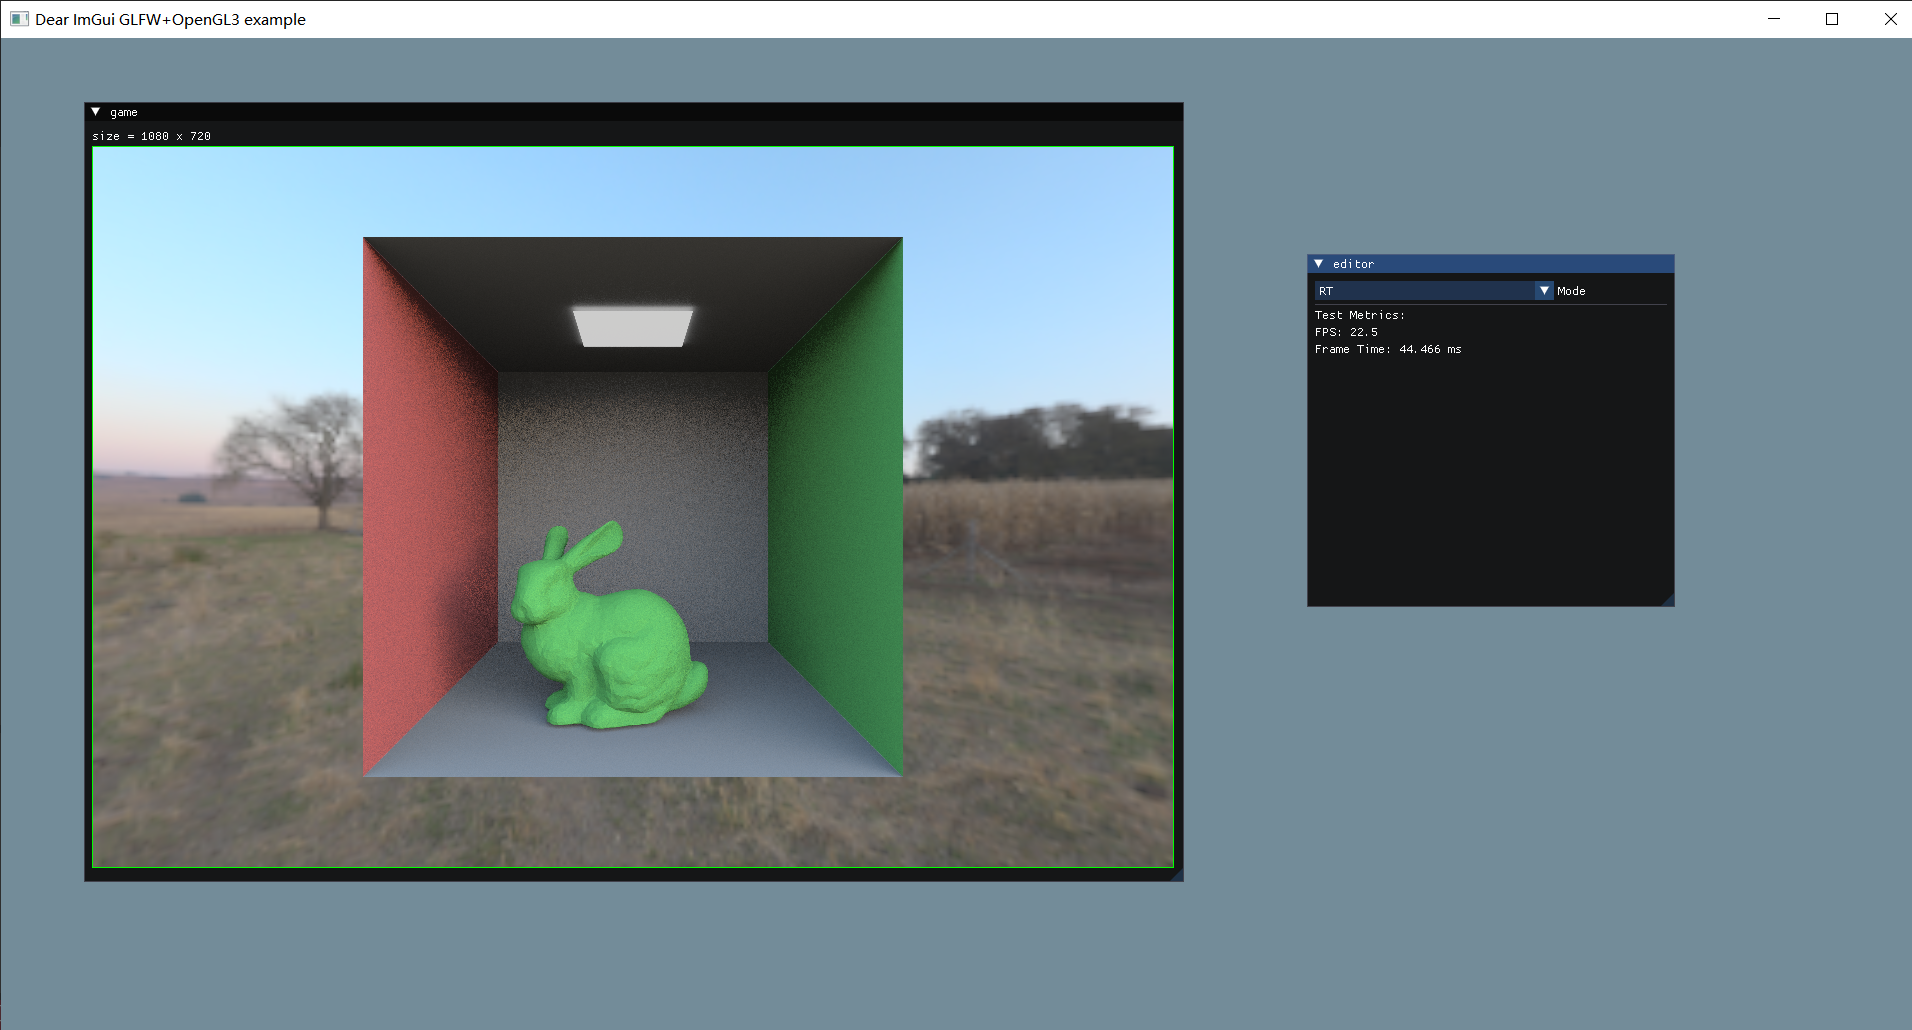 Dear ImGui GLFW+OpenGL3 example
game
size = 1080 x 720
editor
RT
Mode
Test Metrics:
FPS: 22.5
Frame Time: 44.466 ms